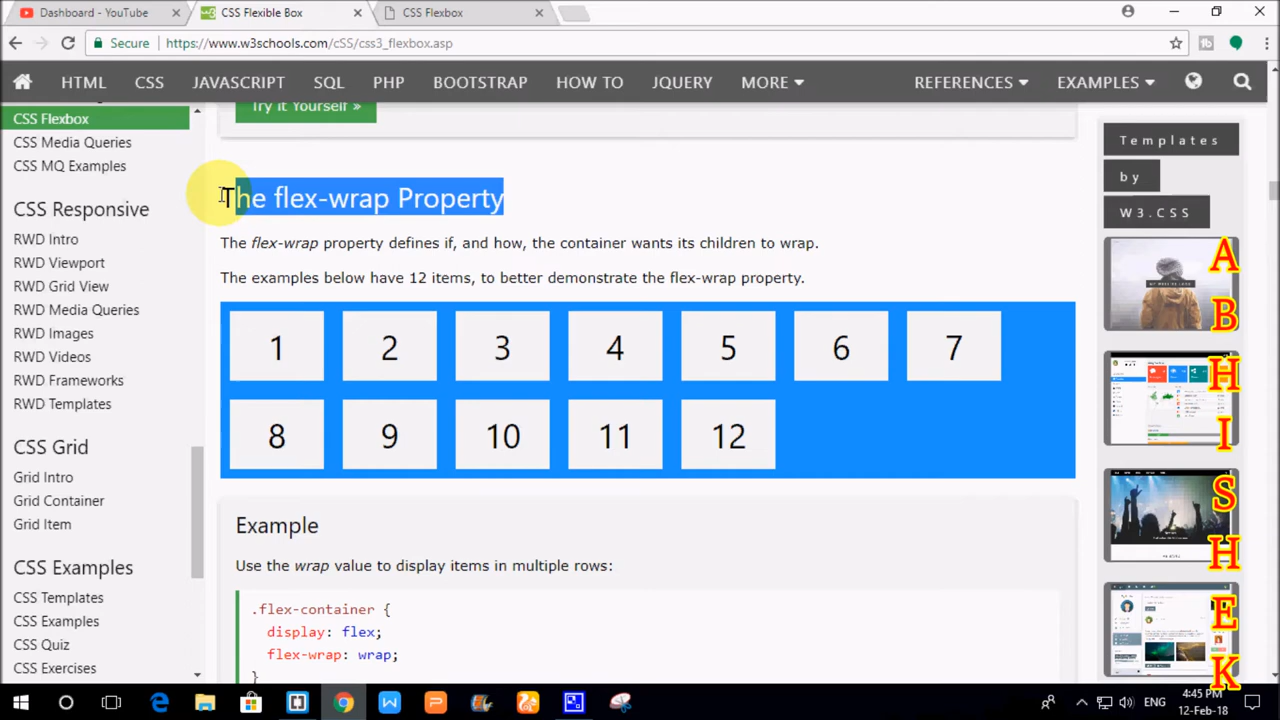 Dashboard - YouTube
CSS Flexible Box
CSS Flexbox
Secure
https://www.w3schools.com/cSS/css3_flexbox.asp
HTML
CSS
JAVASCRIPT
SQL
PHP
BOOTSTRAP
HOW TO
JQUERY
MORE
REFERENCES
EXAMPLES
CSS Flexbox
CSS Media Queries
CSS MQ Examples
CSS Responsive
RWD Intro
RWD Viewport
RWD Grid View
RWD Media Queries
RWD Images
RWD Videos
RWD Frameworks
RWD Templates
CSS Grid
Grid Intro
Grid Container
Grid Item
CSS Examples
CSS Templates
CSS Examples
CSS Quiz
CSS Exercises
Try it Yourself »
The flex-wrap Property
The flex-wrap property defines if, and how, the container wants its children to wrap.
The examples below have 12 items, to better demonstrate the flex-wrap property.
1 2 3 4 5 6 7
8 9 10 11 12
Example
Use the wrap value to display items in multiple rows:
.flex-container {
display: flex;
flex-wrap: wrap;
}
Templates
by
W3.CSS
A
B
H
I
S
H
E
K
ENG
4:45 PM
12-Feb-18